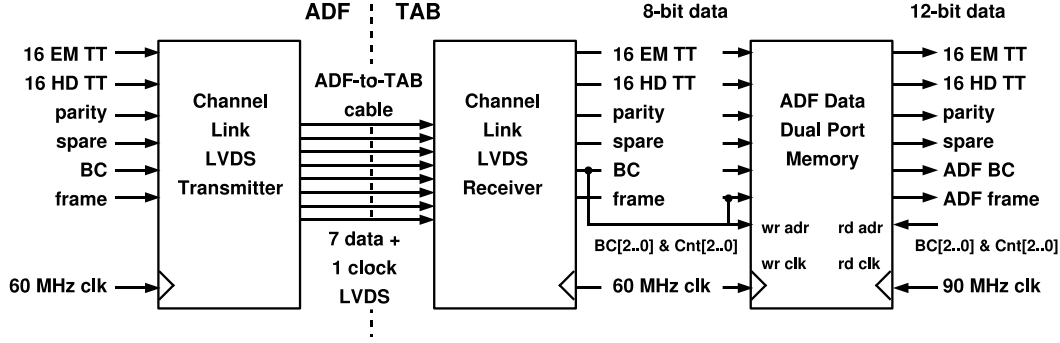 ADF TAB
8-bit data
12-bit data
16 EM TT
16 HD TT
parity
spare
BC
frame
60 MHz clk
Channel
Link
LVDS
Transmitter
ADF-to-TAB
cable
7 data +
1 clock
LVDS
Channel
Link
LVDS
Receiver
16 EM TT
16 HD TT
parity
spare
BC
frame
BC[2..0] & Cnt[2..0]
60 MHz clk
ADF Data
Dual Port
Memory
wr adr rd adr
wr clk rd clk
16 EM TT
16 HD TT
parity
spare
ADF BC
ADF frame
BC[2..0] & Cnt[2..0]
90 MHz clk